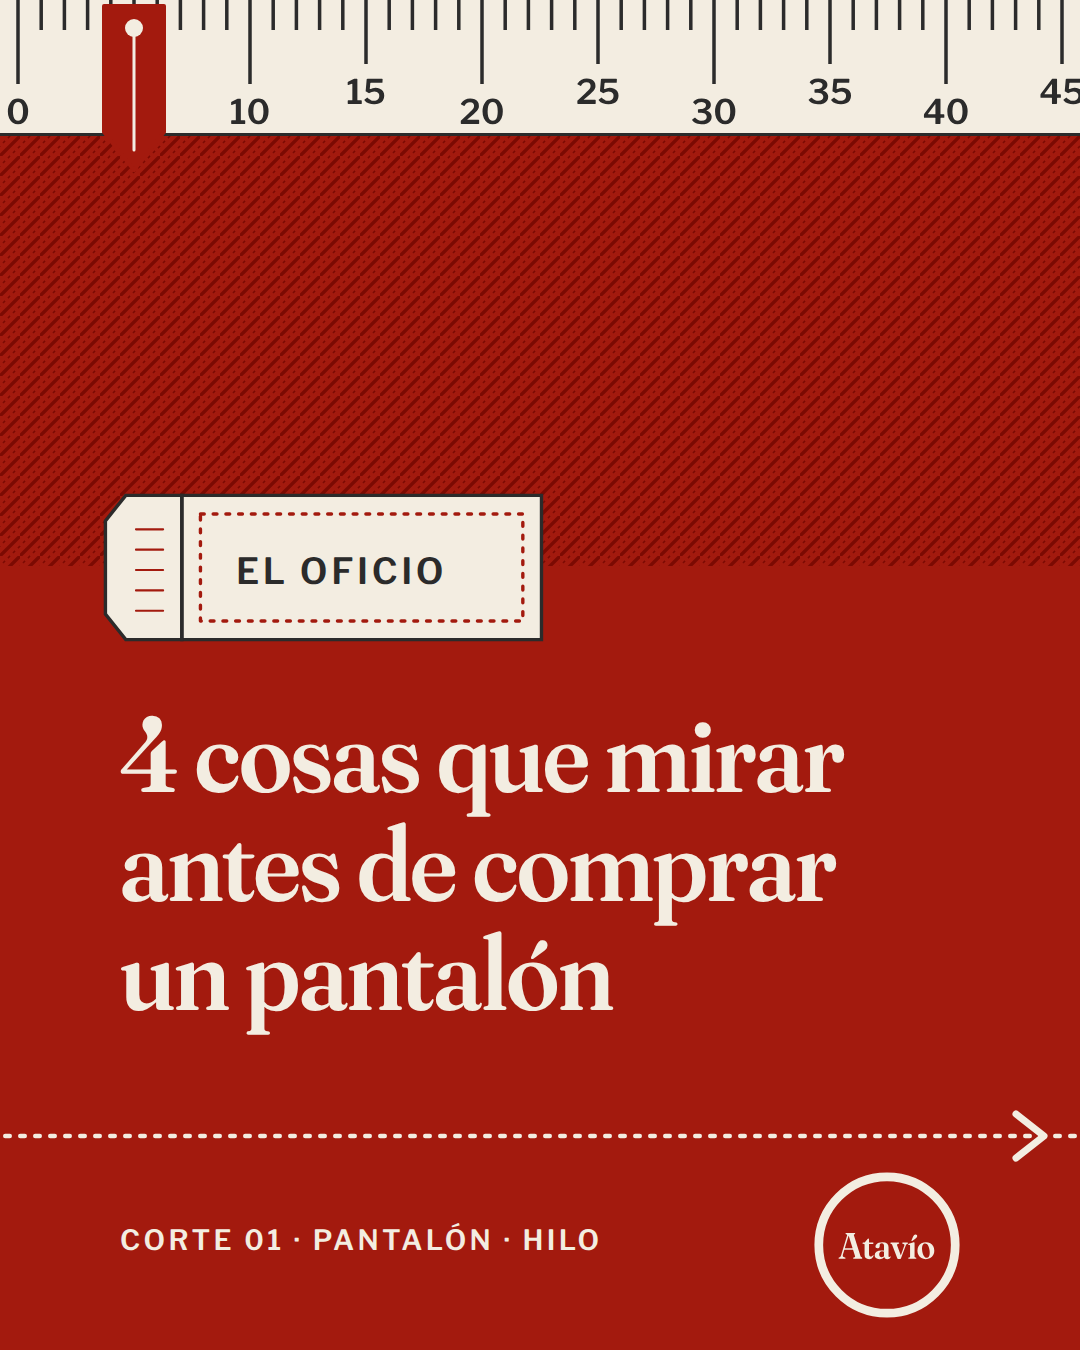 0 10 15 20 25 30 35 40 45
EL OFICIO
4 cosas que mirar
antes de comprar
un pantalón
CORTE 01 · PANTALÓN · HILO
Atavío